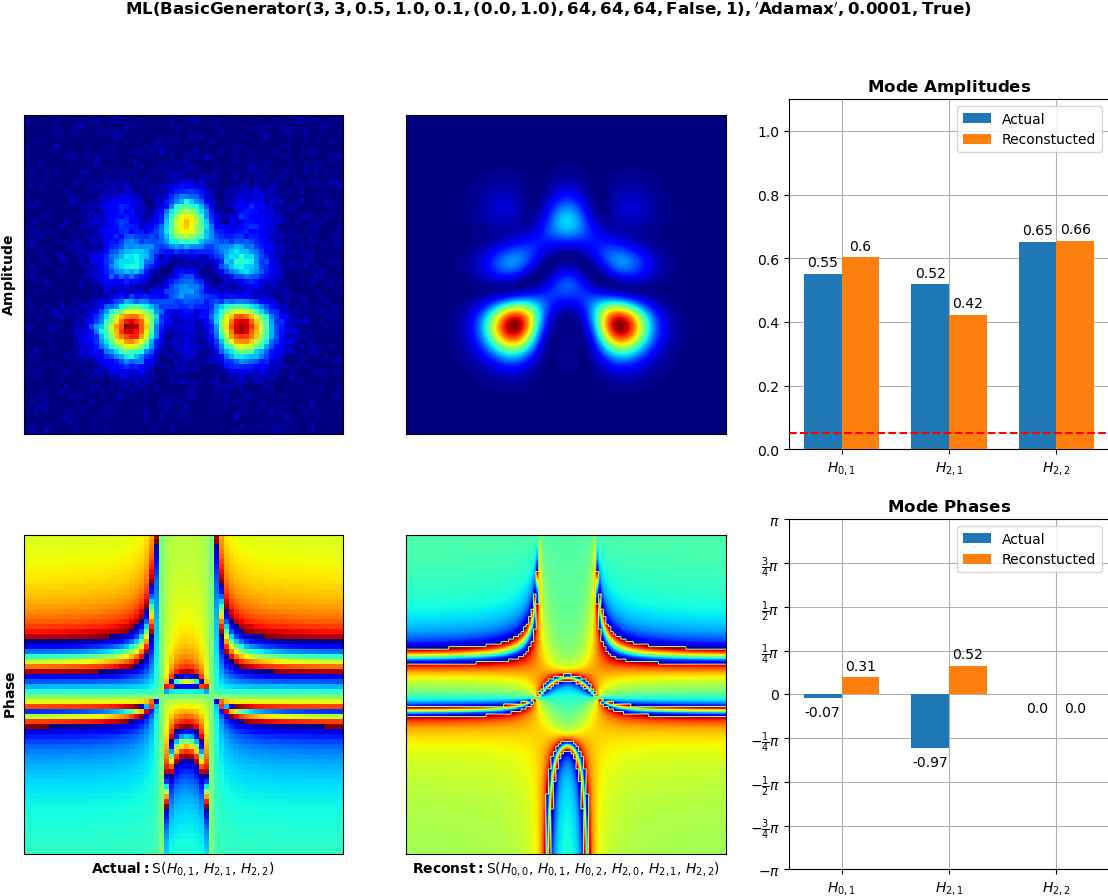 ML(BasicGenerator(3, 3, 0.5, 1.0, 0.1, (0.0, 1.0), 64, 64, 64, False, 1), 'Adamax', 0.0001, True)
Amplitude
Mode Amplitudes
Actual
Reconstucted
1.0
0.8
0.6
0.4
0.2
0.0
0.55
0.6
0.52
0.42
0.65
0.66
H0,1
H2,1
H2,2
Phase
Actual: S(H0,1, H2,1, H2,2)
Reconst: S(H0,0, H0,1, H0,2, H2,0, H2,1, H2,2)
Mode Phases
Actual
Reconstucted
π
3/4π
1/2π
1/4π
0
−1/4π
−1/2π
−3/4π
−π
-0.07
0.31
-0.97
0.52
0.0
0.0
H0,1
H2,1
H2,2